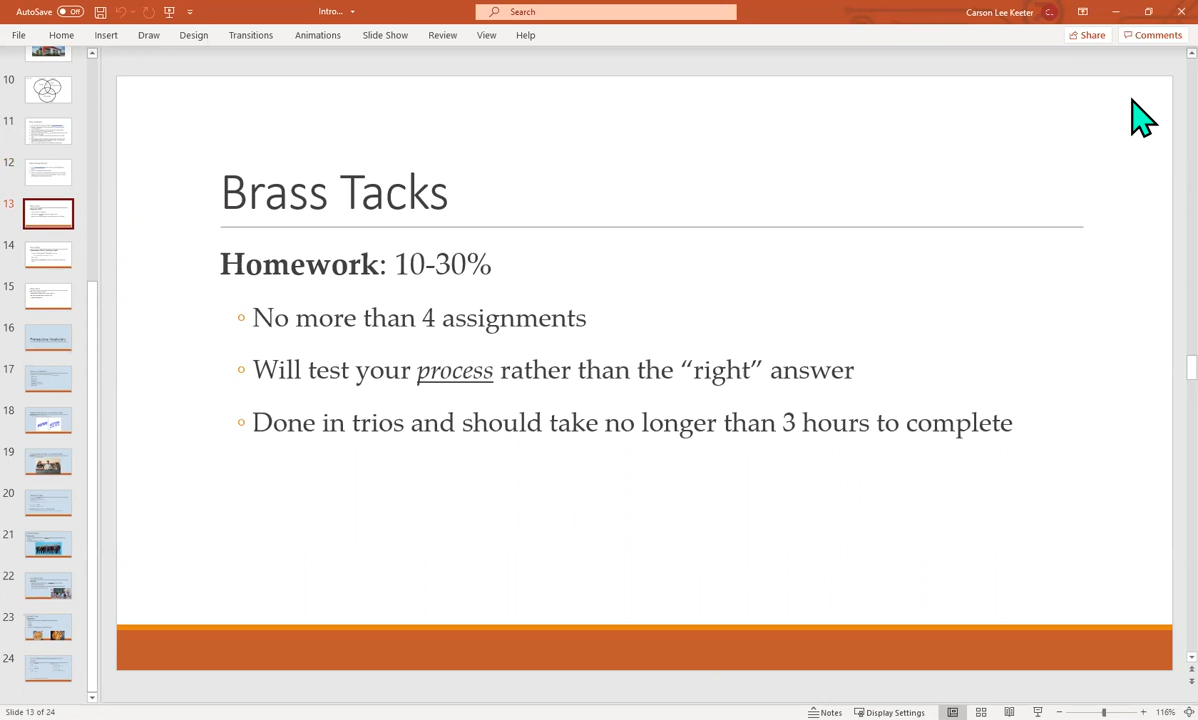 AutoSave Off
Intro...
Search
Carson Lee Keeter
File Home Insert Draw Design Transitions Animations Slide Show Review View Help
Share
Comments
10
11
12
13
14
15
16
17
18
19
20
21
22
23
24
Brass Tacks
Homework: 10-30%
No more than 4 assignments
Will test your process rather than the “right” answer
Done in trios and should take no longer than 3 hours to complete
Slide 13 of 24
Notes
Display Settings
116%